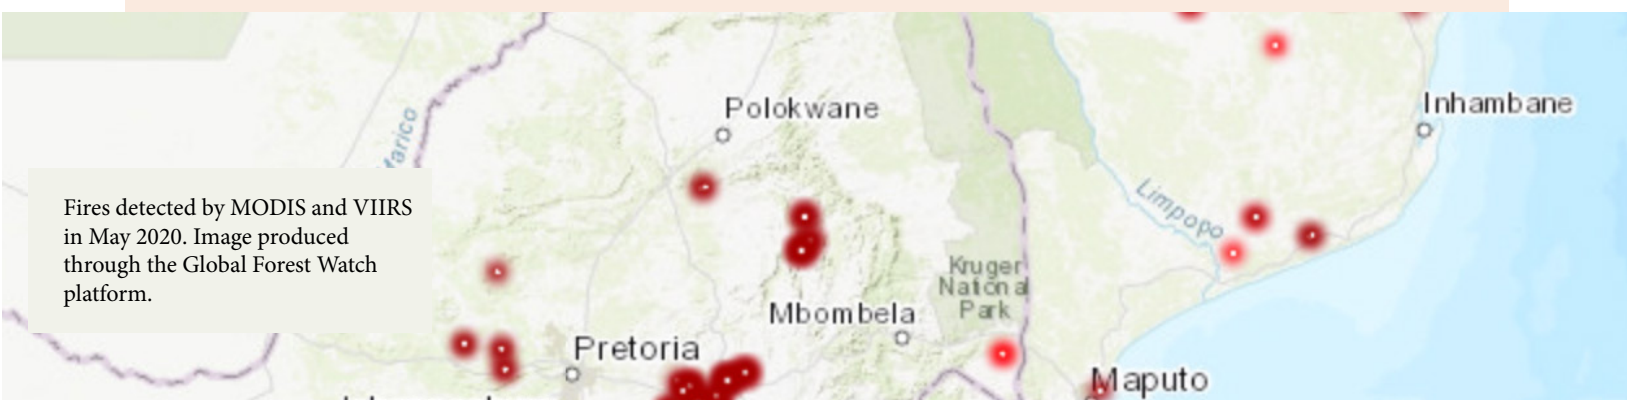 Polokwane
Inhambane
Limpopo
Fires detected by MODIS and VIIRS
in May 2020. Image produced
through the Global Forest Watch
platform.
Kruger
National
Park
Mbombela
Pretoria
Maputo